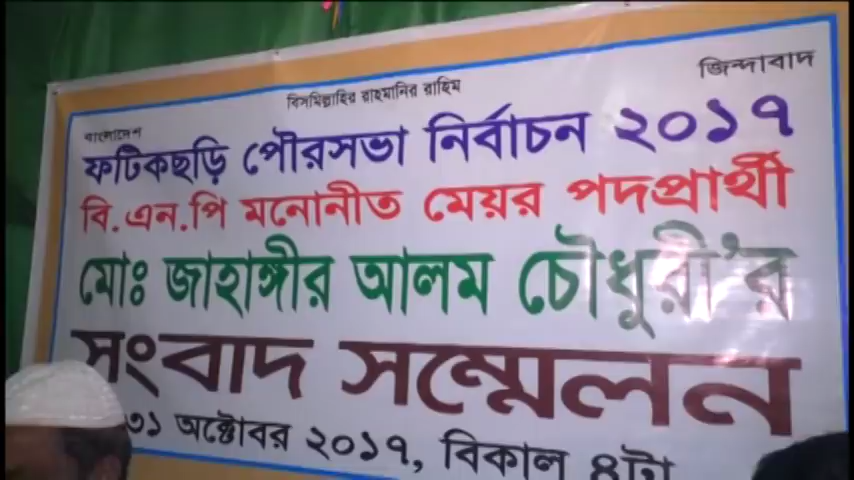 বিসমিল্লাহির রাহমানির রাহিম
বাংলাদেশ
জিন্দাবাদ
ফটিকছড়ি পৌরসভা নির্বাচন ২০১৭
বি.এন.পি মনোনীত মেয়র পদপ্রার্থী
মোঃ জাহাঙ্গীর আলম চৌধুরী'র
সংবাদ সম্মেলন
৩১ অক্টোবর ২০১৭, বিকাল ৪টা